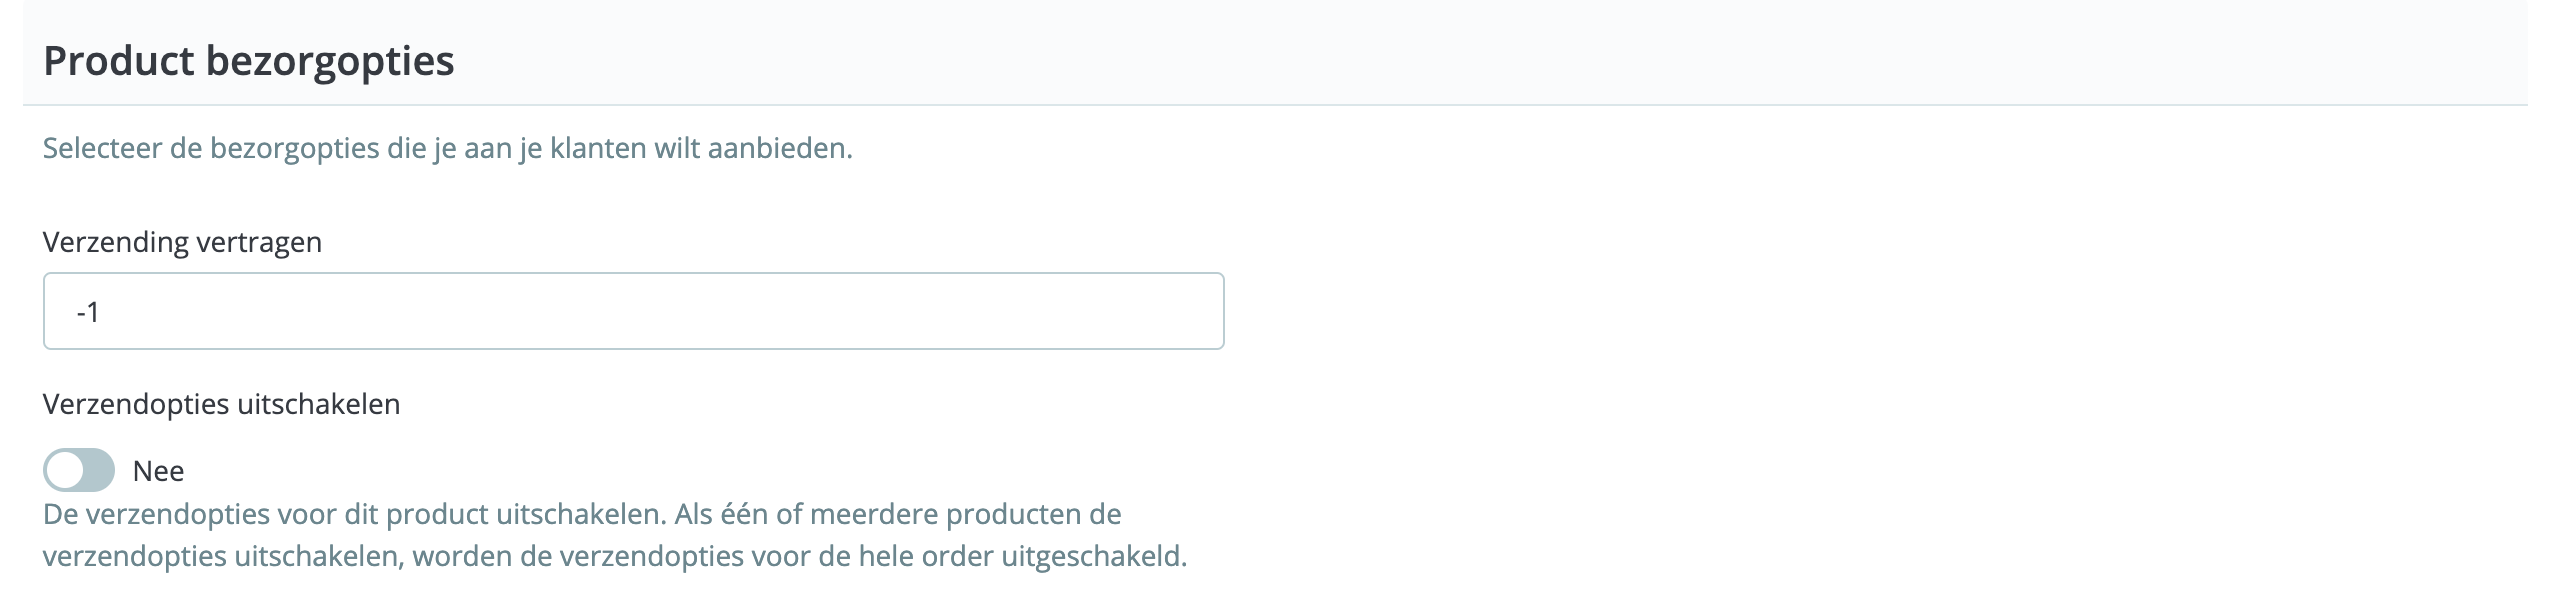 Product bezorgopties
Selecteer de bezorgopties die je aan je klanten wilt aanbieden.
Verzending vertragen
-1
Verzendopties uitschakelen
Nee
De verzendopties voor dit product uitschakelen. Als één of meerdere producten de
verzendopties uitschakelen, worden de verzendopties voor de hele order uitgeschakeld.